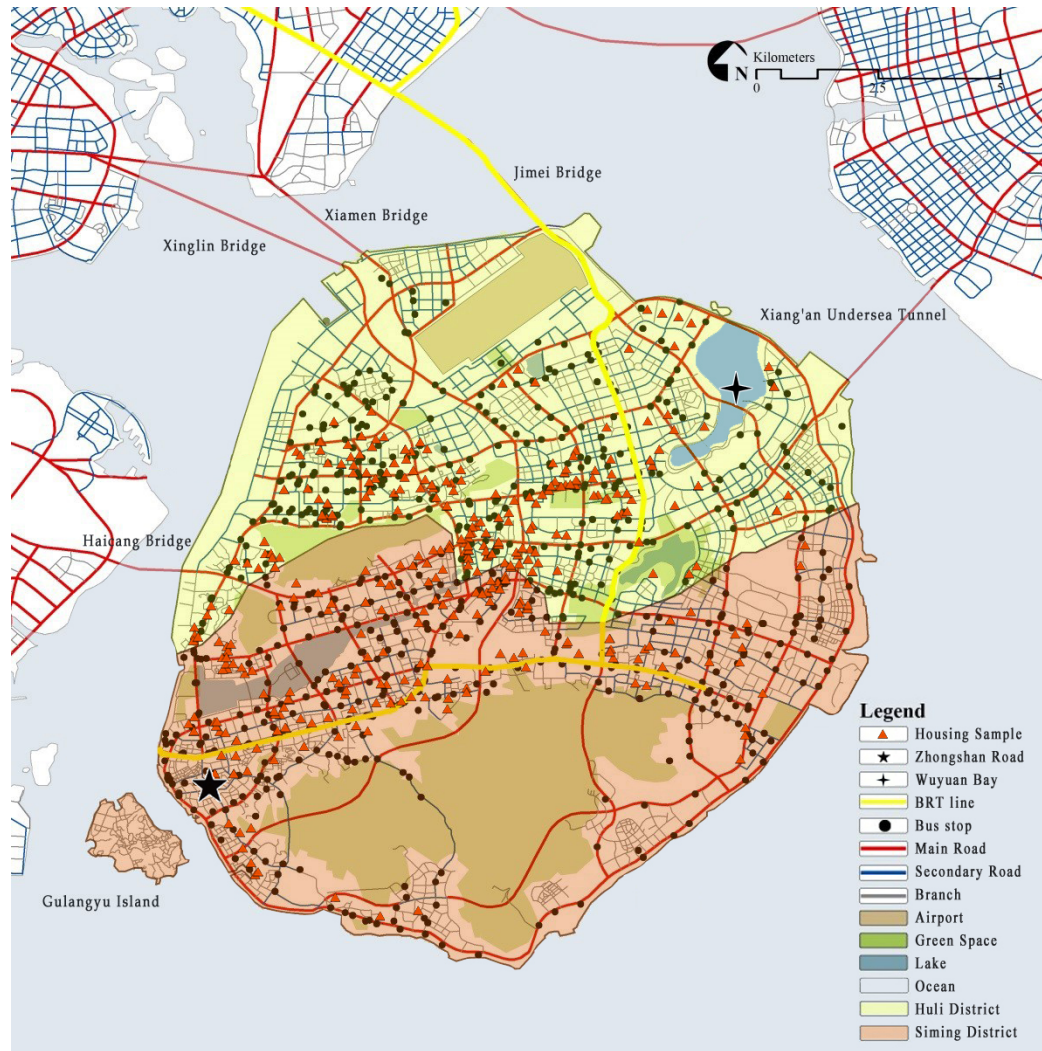 Kilometers
N
0
2.5
5
Jimei Bridge
Xiamen Bridge
Xinglin Bridge
Xiang'an Undersea Tunnel
Haicang Bridge
Gulangyu Island
Legend
Housing Sample
Zhongshan Road
Wuyuan Bay
BRT line
Bus stop
Main Road
Secondary Road
Branch
Airport
Green Space
Lake
Ocean
Huli District
Siming District